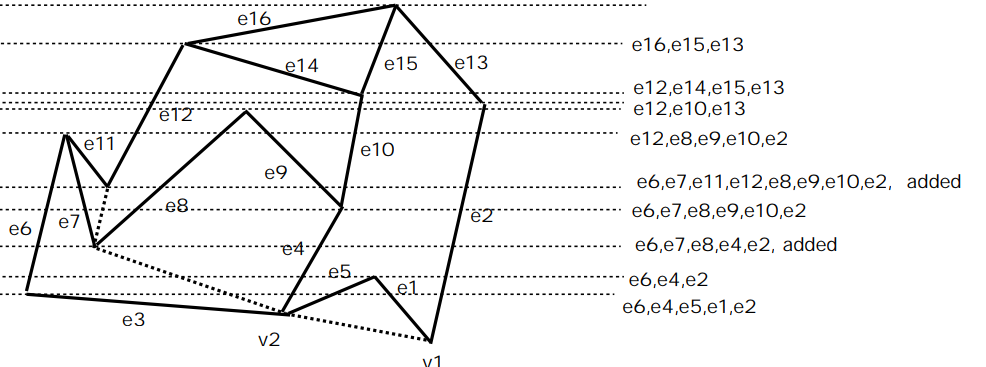 e16
e16,e15,e13
e14
e15
e13
e12,e14,e15,e13
e12,e10,e13
e12
e11
e12,e8,e9,e10,e2
e10
e9
e6,e7,e11,e12,e8,e9,e10,e2, added
e8
e6,e7,e8,e9,e10,e2
e2
e7
e6
e4
e6,e7,e8,e4,e2, added
e5
e6,e4,e2
e1
e6,e4,e5,e1,e2
e3
v2
v1